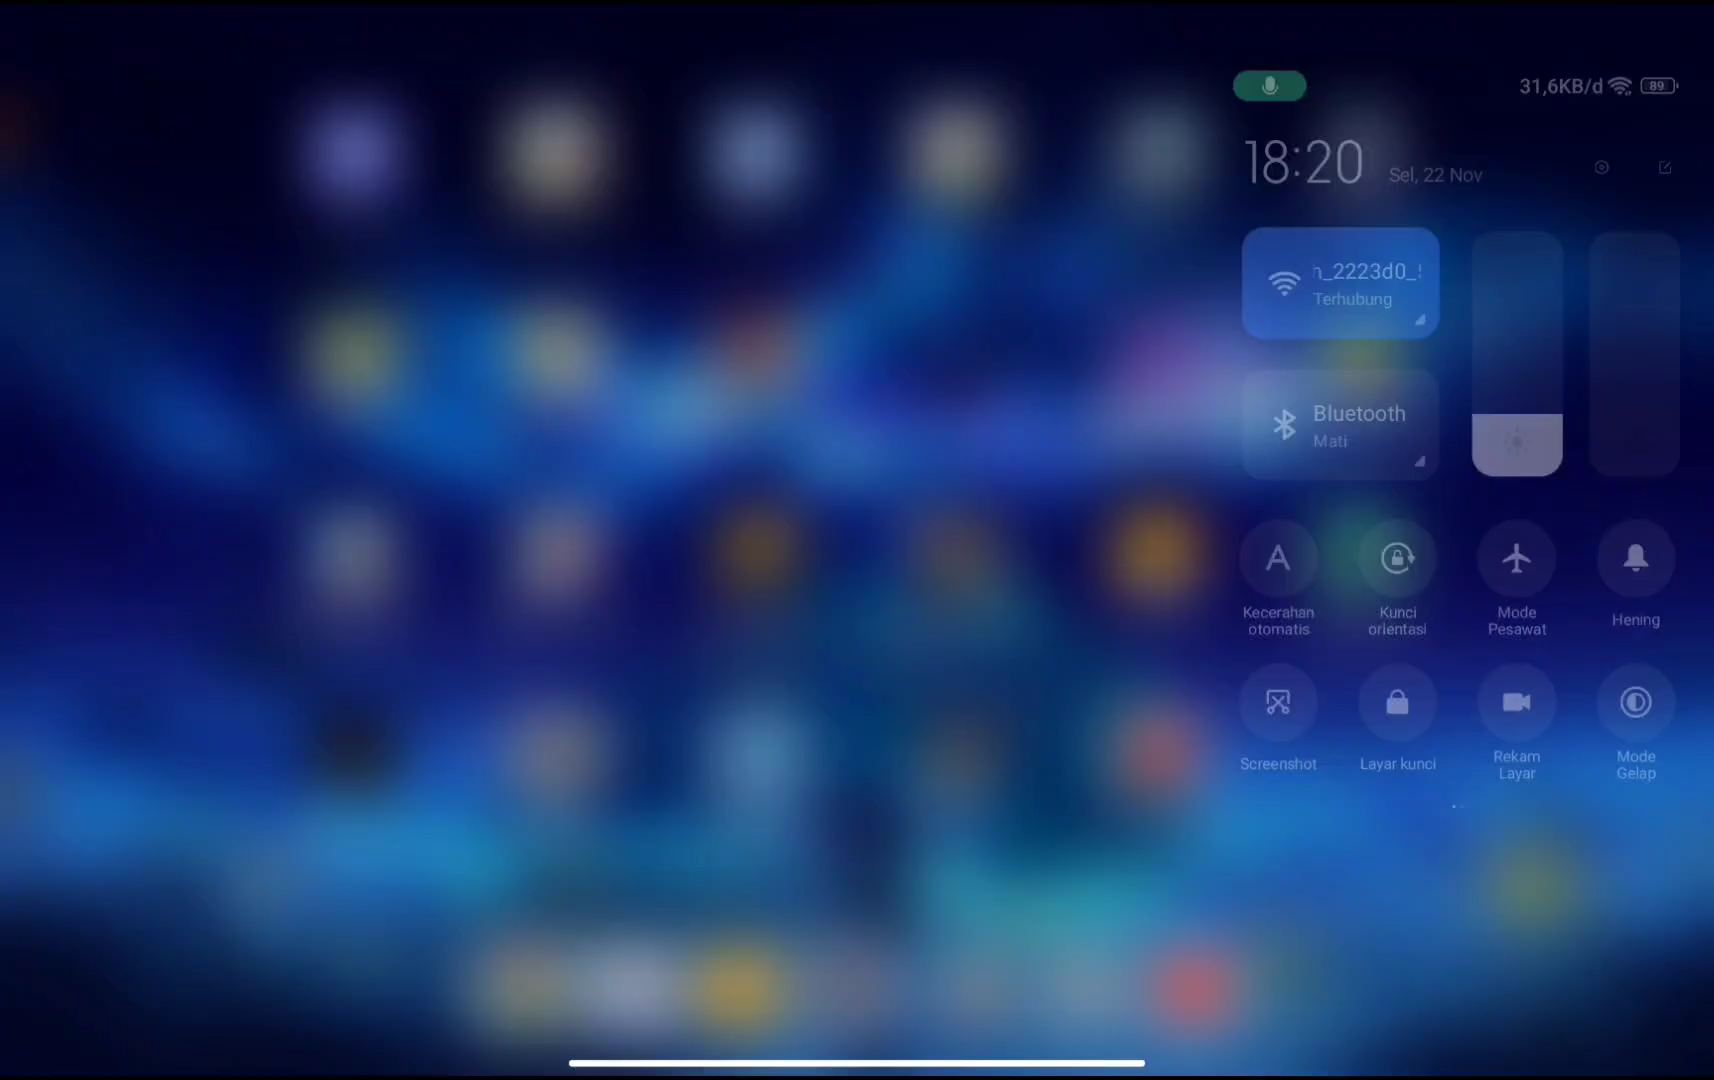 31,6KB/d 89
18:20 Sel, 22 Nov
h_2223d0_
Terhubung
Bluetooth
Mati
A
Kecerahan
otomatis
Kunci
orientasi
Mode
Pesawat
Hening
Screenshot
Layar kunci
Rekam
Layar
Mode
Gelap